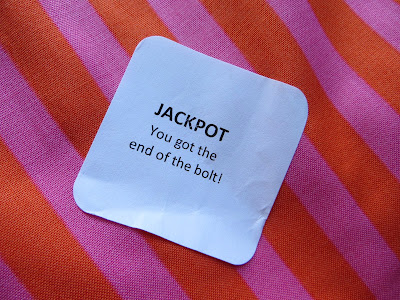 JACKPOT
You got the
end of the bolt!